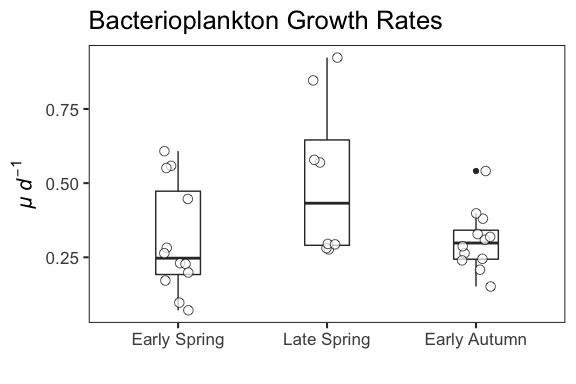 Bacterioplankton Growth Rates
μ d⁻¹
0.75
0.50
0.25
Early Spring Late Spring Early Autumn